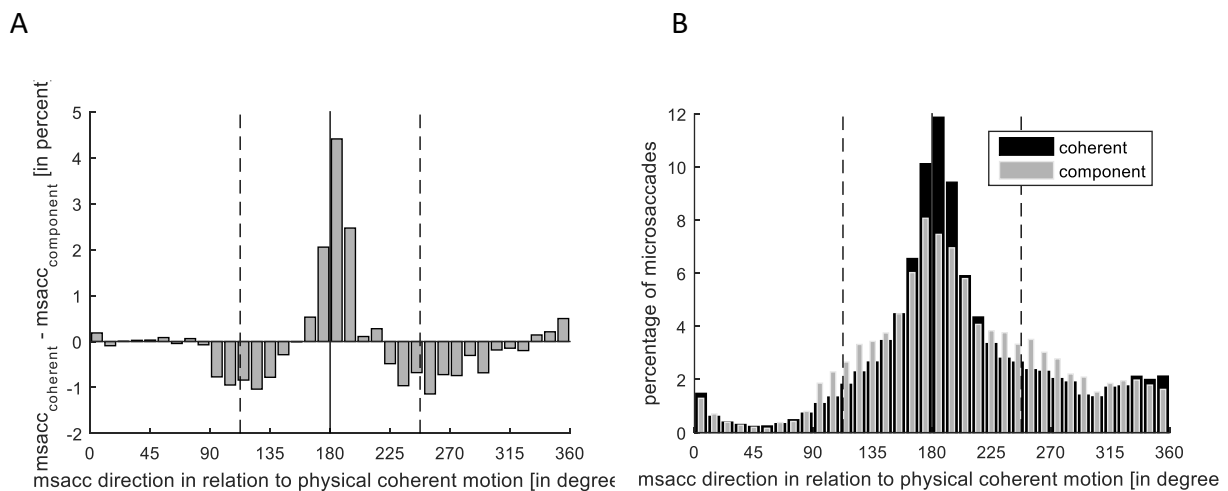 A
B
msacc_coherent - msacc_component [in percent
5
4
3
2
1
0
-1
-2
0 45 90 135 180 225 270 315 360
msacc direction in relation to physical coherent motion [in degree
percentage of microsaccades
12
10
8
6
4
2
0
coherent
component
0 45 90 135 180 225 270 315 360
msacc direction in relation to physical coherent motion [in degree